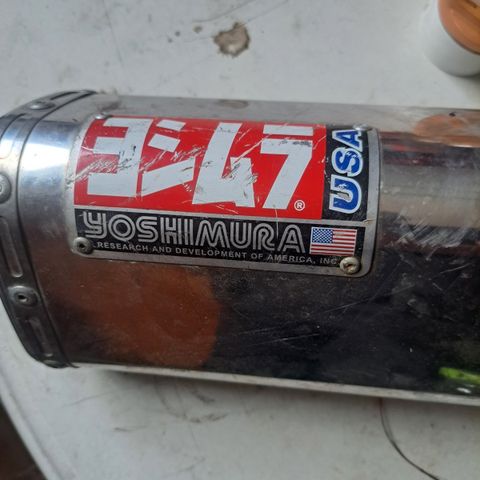 ヨシムラ®
USA
YOSHIMURA
RESEARCH AND DEVELOPMENT OF AMERICA, INC.